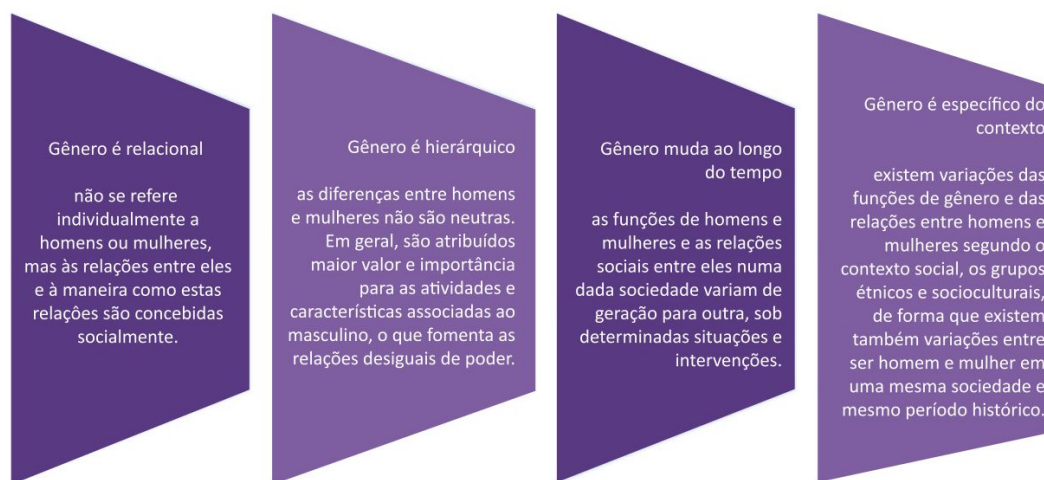 Gênero é relacional
não se refere
individualmente a
homens ou mulheres,
mas às relações entre eles
e à maneira como estas
relações são concebidas
socialmente.
Gênero é hierárquico
as diferenças entre homens
e mulheres não são neutras.
Em geral, são atribuídos
maior valor e importância
para as atividades e
características associadas ao
masculino, o que fomenta as
relações desiguais de poder.
Gênero muda ao longo
do tempo
as funções de homens e
mulheres e as relações
sociais entre eles numa
dada sociedade variam de
geração para outra, sob
determinadas situações e
intervenções.
Gênero é específico do
contexto
existem variações das
funções de gênero e das
relações entre homens e
mulheres segundo o
contexto social, os grupos
étnicos e socioculturais,
de forma que existem
também variações entre
ser homem e mulher em
uma mesma sociedade e
mesmo período histórico.